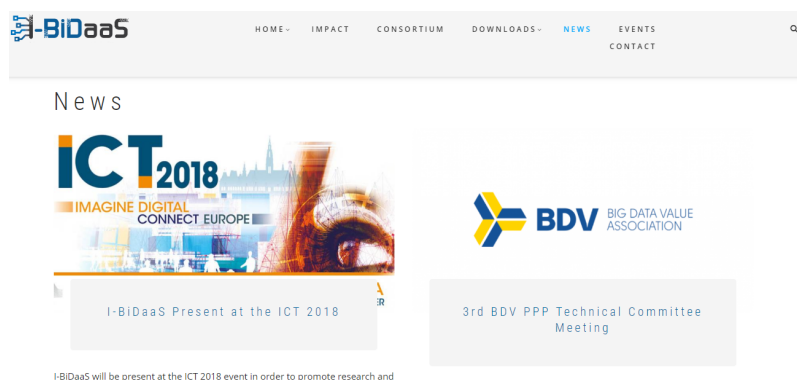 I-BiDaaS
HOME IMPACT CONSORTIUM DOWNLOADS NEWS EVENTS
CONTACT
News
ICT 2018
IMAGINE DIGITAL
CONNECT EUROPE
I-BiDaaS Present at the ICT 2018
I-BiDaaS will be present at the ICT 2018 event in order to promote research and
BDV BIG DATA VALUE
ASSOCIATION
3rd BDV PPP Technical Committee
Meeting